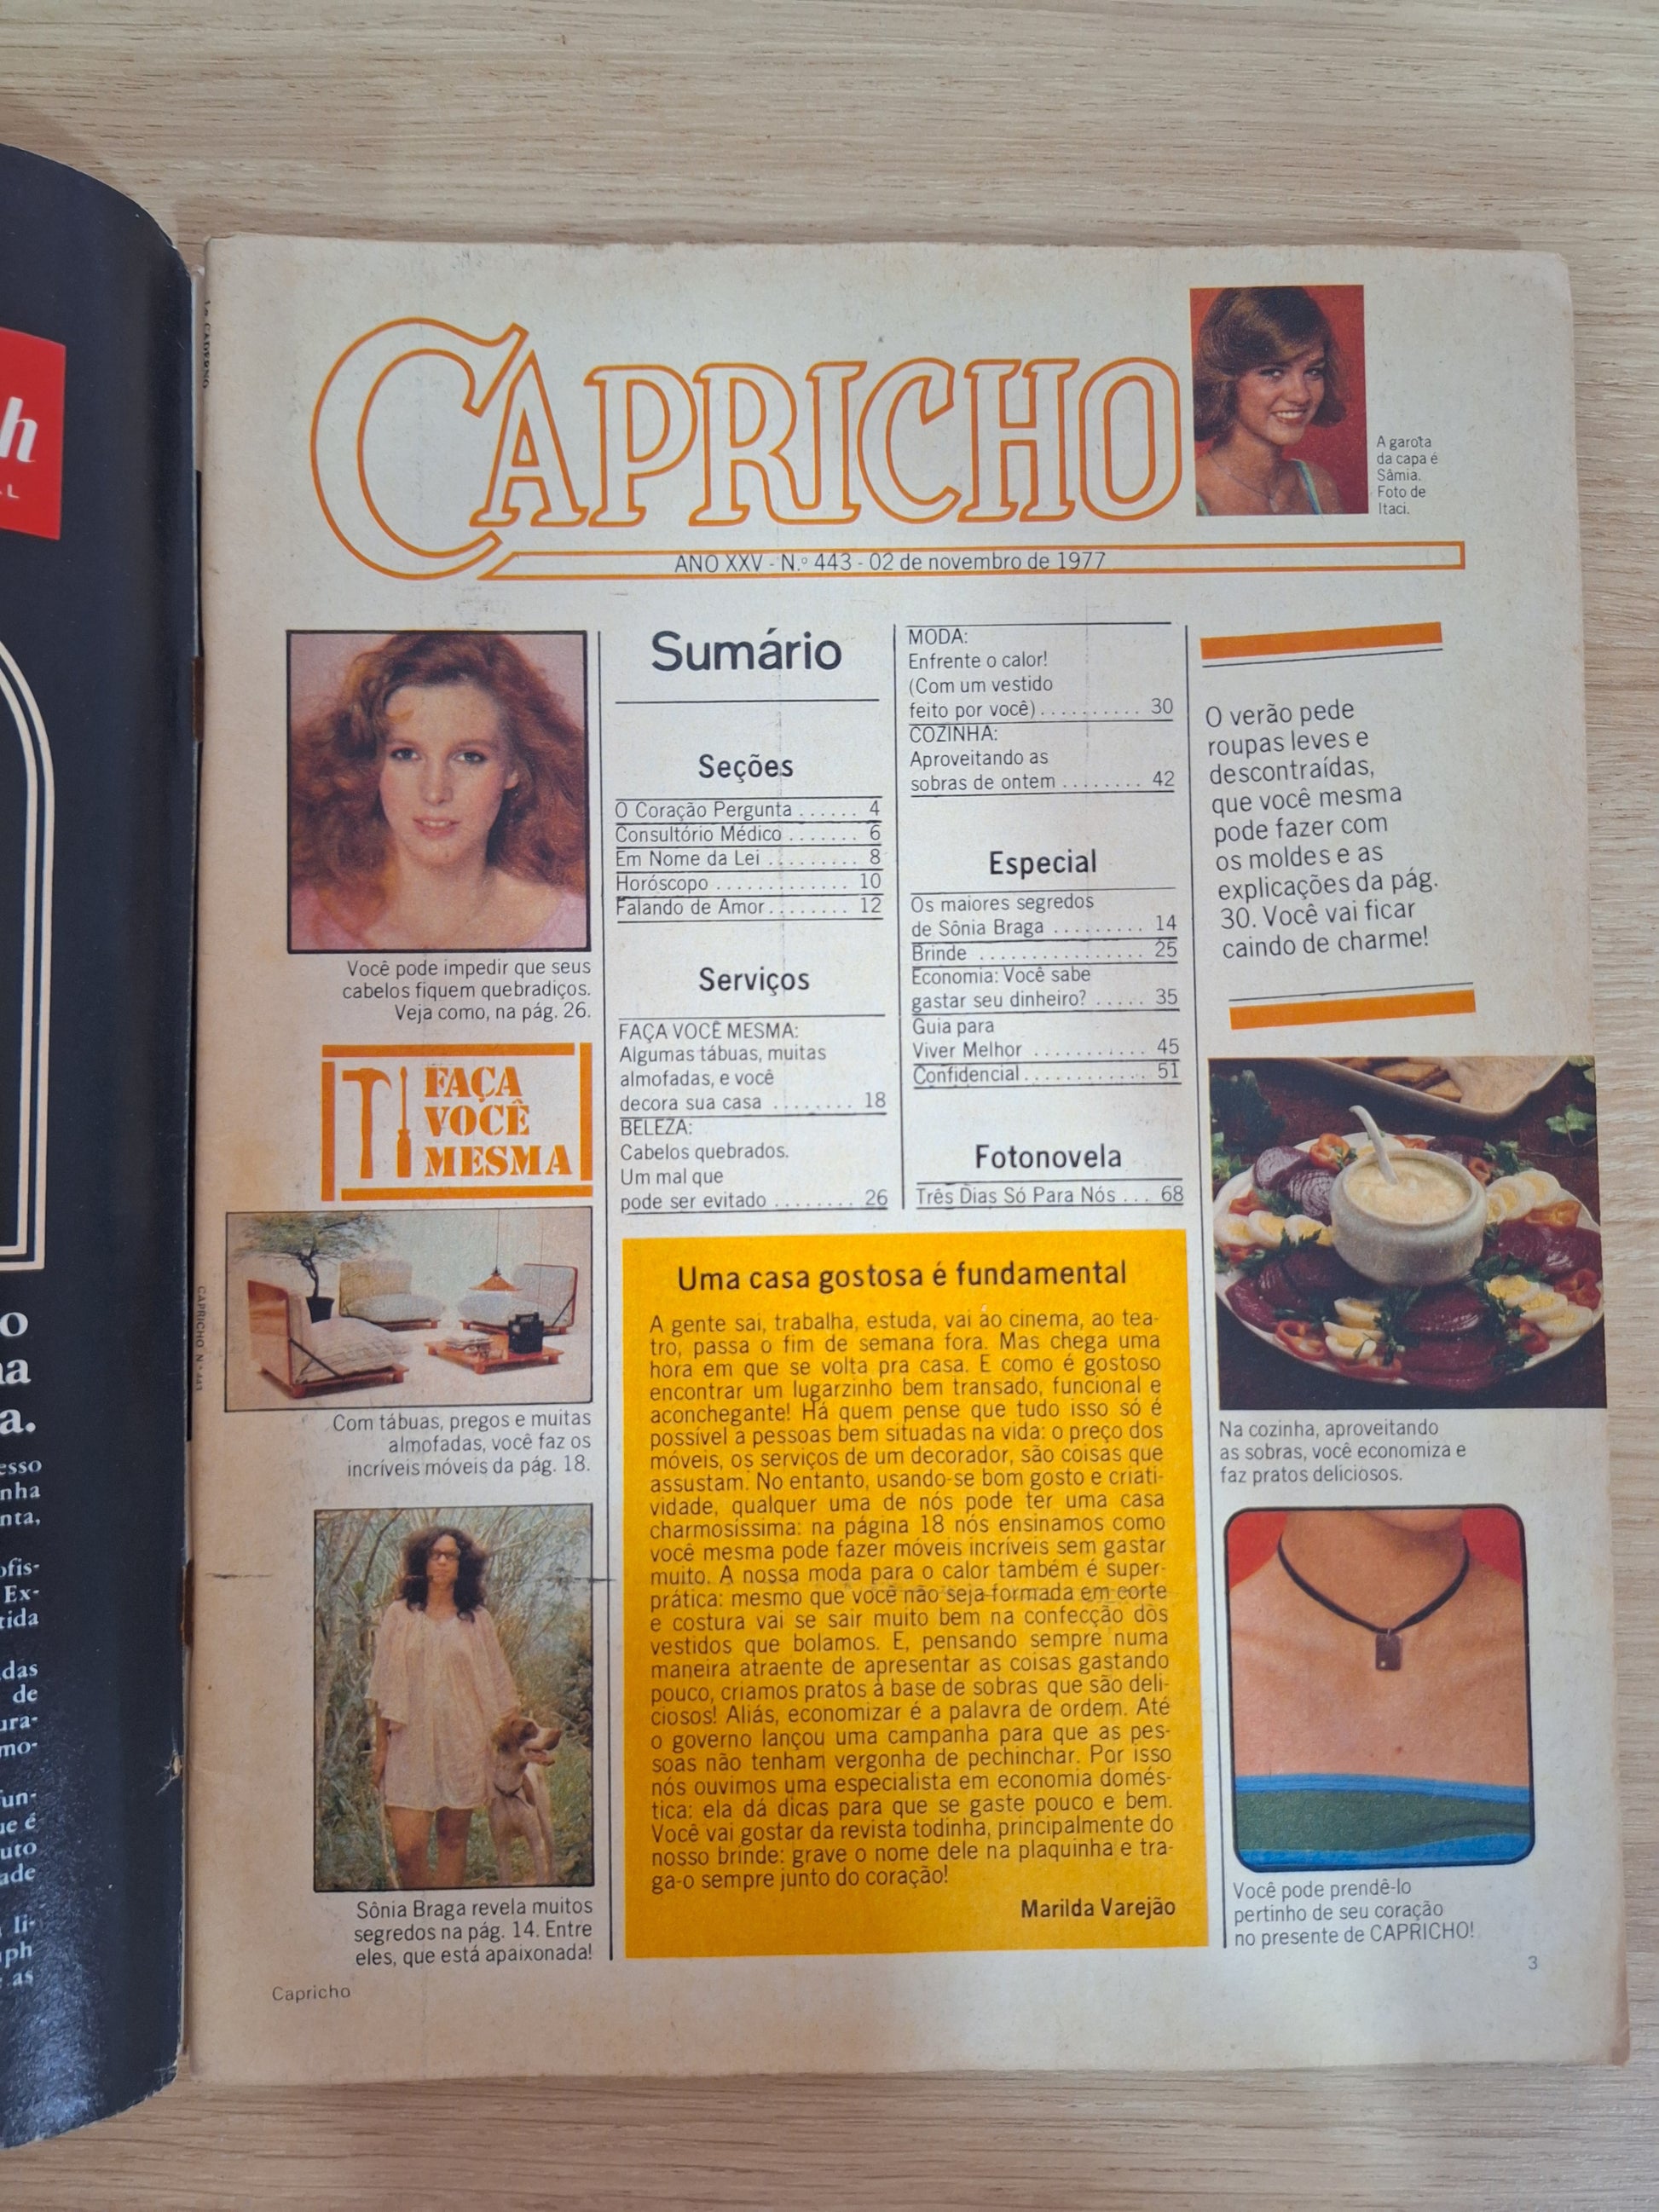 CAPRICHO
A garota
da capa é
Sâmia.
Foto de
Itaci.
ANO XXV - N.º 443 - 02 de novembro de 1977
Você pode impedir que seus
cabelos fiquem quebradiços.
Veja como, na pág. 26.
FAÇA
VOCÊ
MESMA
Com tábuas, pregos e muitas
almofadas, você faz os
incríveis móveis da pág. 18.
Sônia Braga revela muitos
segredos na pág. 14. Entre
eles, que está apaixonada!
Sumário
Seções
O Coração Pergunta ...... 4
Consultório Médico ....... 6
Em Nome da Lei .......... 8
Horóscopo ............. 10
Falando de Amor ........ 12
Serviços
FAÇA VOCÊ MESMA:
Algumas tábuas, muitas
almofadas, e você
decora sua casa ........ 18
BELEZA:
Cabelos quebrados.
Um mal que
pode ser evitado ........ 26
MODA:
Enfrente o calor!
(Com um vestido
feito por você) .......... 30
COZINHA:
Aproveitando as
sobras de ontem ........ 42
Especial
Os maiores segredos
de Sônia Braga ......... 14
Brinde ................ 25
Economia: Você sabe
gastar seu dinheiro? ..... 35
Guia para
Viver Melhor ........... 45
Confidencial ............ 51
Fotonovela
Três Dias Só Para Nós ... 68
Uma casa gostosa é fundamental
A gente sai, trabalha, estuda, vai ao cinema, ao tea-
tro, passa o fim de semana fora. Mas chega uma
hora em que se volta pra casa. E como é gostoso
encontrar um lugarzinho bem transado, funcional e
aconchegante! Há quem pense que tudo isso só é
possível a pessoas bem situadas na vida: o preço dos
móveis, os serviços de um decorador, são coisas que
assustam. No entanto, usando-se bom gosto e criati-
vidade, qualquer uma de nós pode ter uma casa
charmosíssima: na página 18 nós ensinamos como
você mesma pode fazer móveis incríveis sem gastar
muito. A nossa moda para o calor também é super-
prática: mesmo que você não seja formada em corte
e costura vai se sair muito bem na confecção dos
vestidos que bolamos. E, pensando sempre numa
maneira atraente de apresentar as coisas gastando
pouco, criamos pratos à base de sobras que são deli-
ciosos! Aliás, economizar é a palavra de ordem. Até
o governo lançou uma campanha para que as pes-
soas não tenham vergonha de pechinchar. Por isso
nós ouvimos uma especialista em economia domés-
tica: ela dá dicas para que se gaste pouco e bem.
Você vai gostar da revista todinha, principalmente do
nosso brinde: grave o nome dele na plaquinha e tra-
ga-o sempre junto do coração!
Marilda Varejão
O verão pede
roupas leves e
descontraídas,
que você mesma
pode fazer com
os moldes e as
explicações da pág.
30. Você vai ficar
caindo de charme!
Na cozinha, aproveitando
as sobras, você economiza e
faz pratos deliciosos.
Você pode prendê-lo
pertinho de seu coração
no presente de CAPRICHO!
Capricho
3